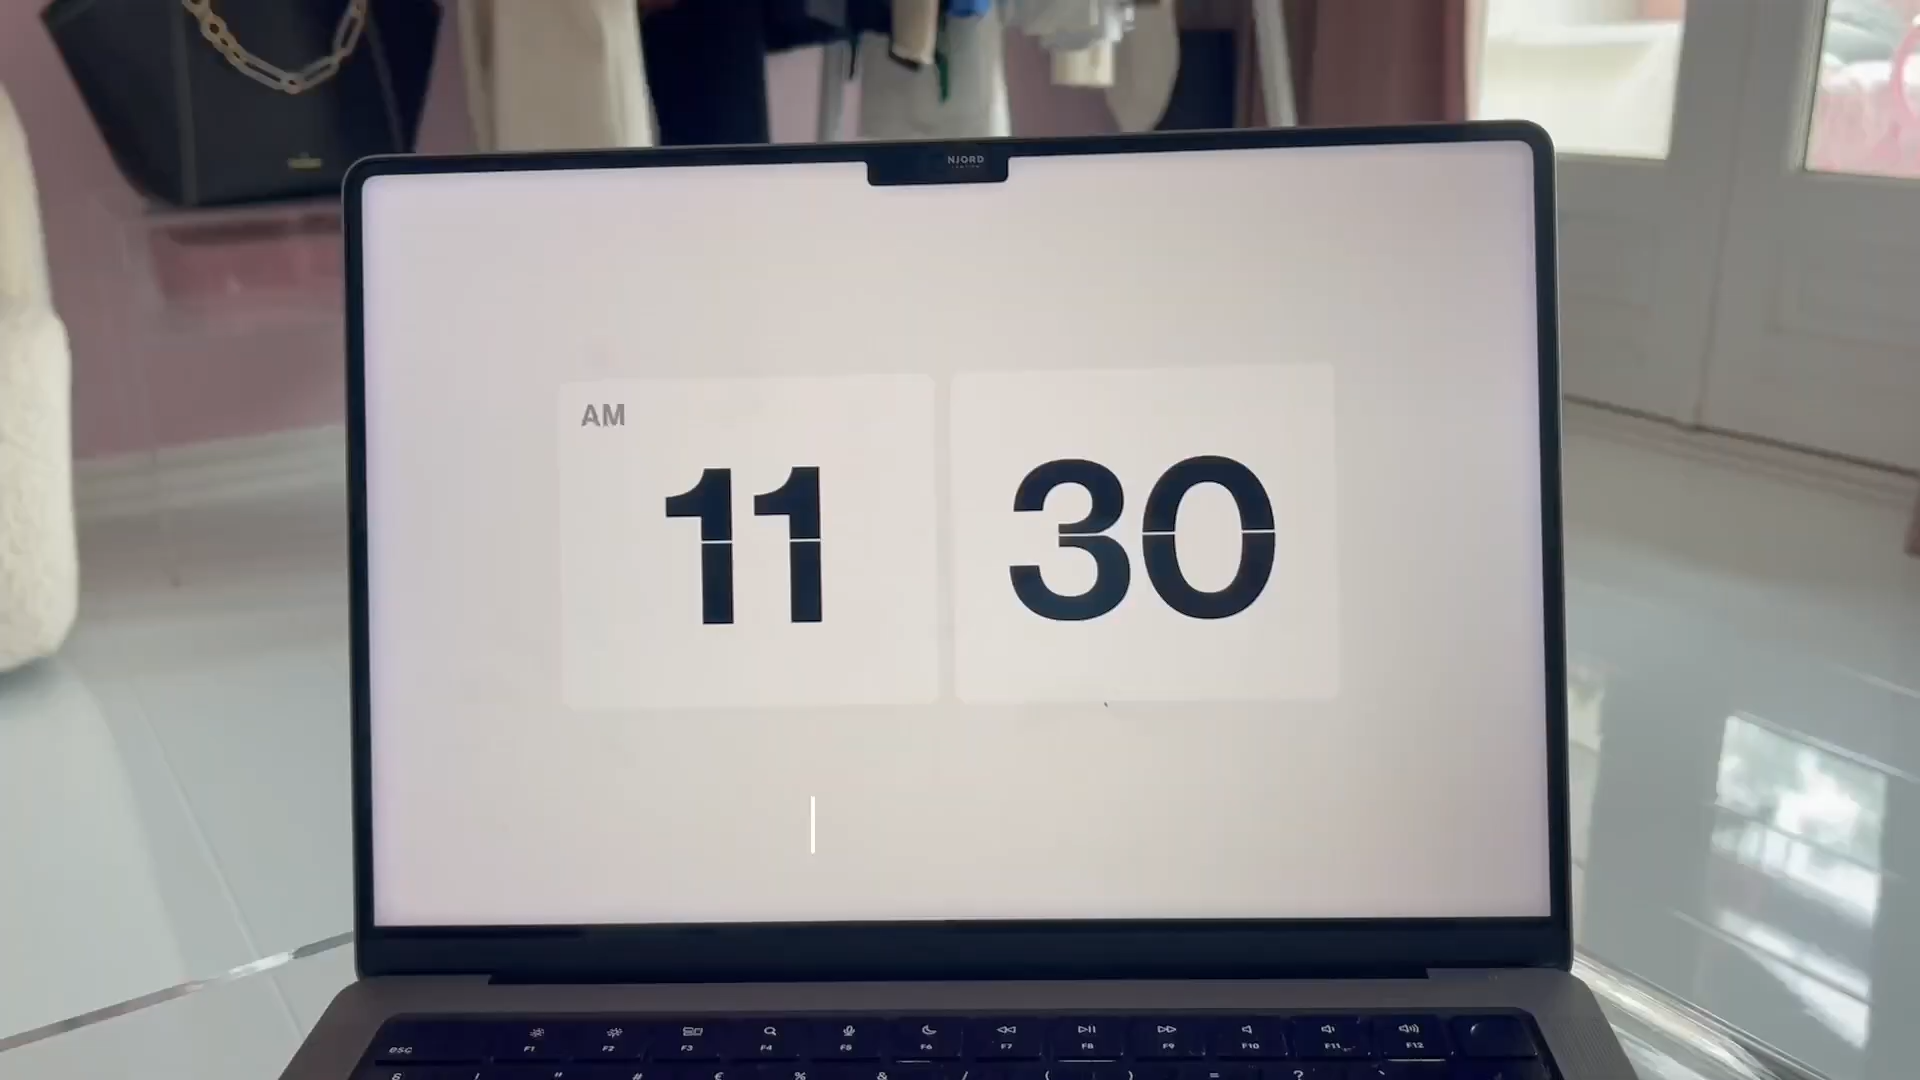 NJORD
AM
11 30
esc F1 F2 F3 F4 F5 F6 F7 F8 F9 F10 F11 F12
§ ! " # € % & / ( ) = ? `